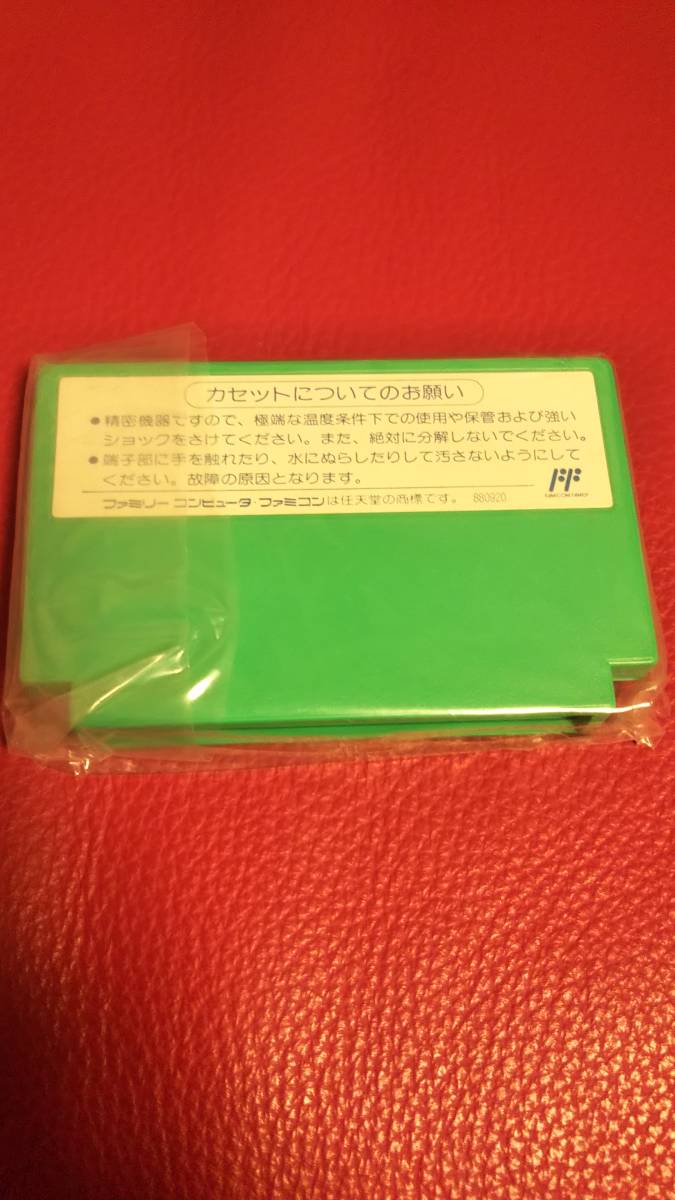 カセットについてのお願い
●精密機器ですので、極端な温度条件下での使用や保管および強い
ショックをさけてください。また、絶対に分解しないでください。
●端子部に手を触れたり、水にぬらしたりして汚さないようにして
ください。故障の原因となります。
ファミリーコンピュータ・ファミコンは任天堂の商標です。 880920